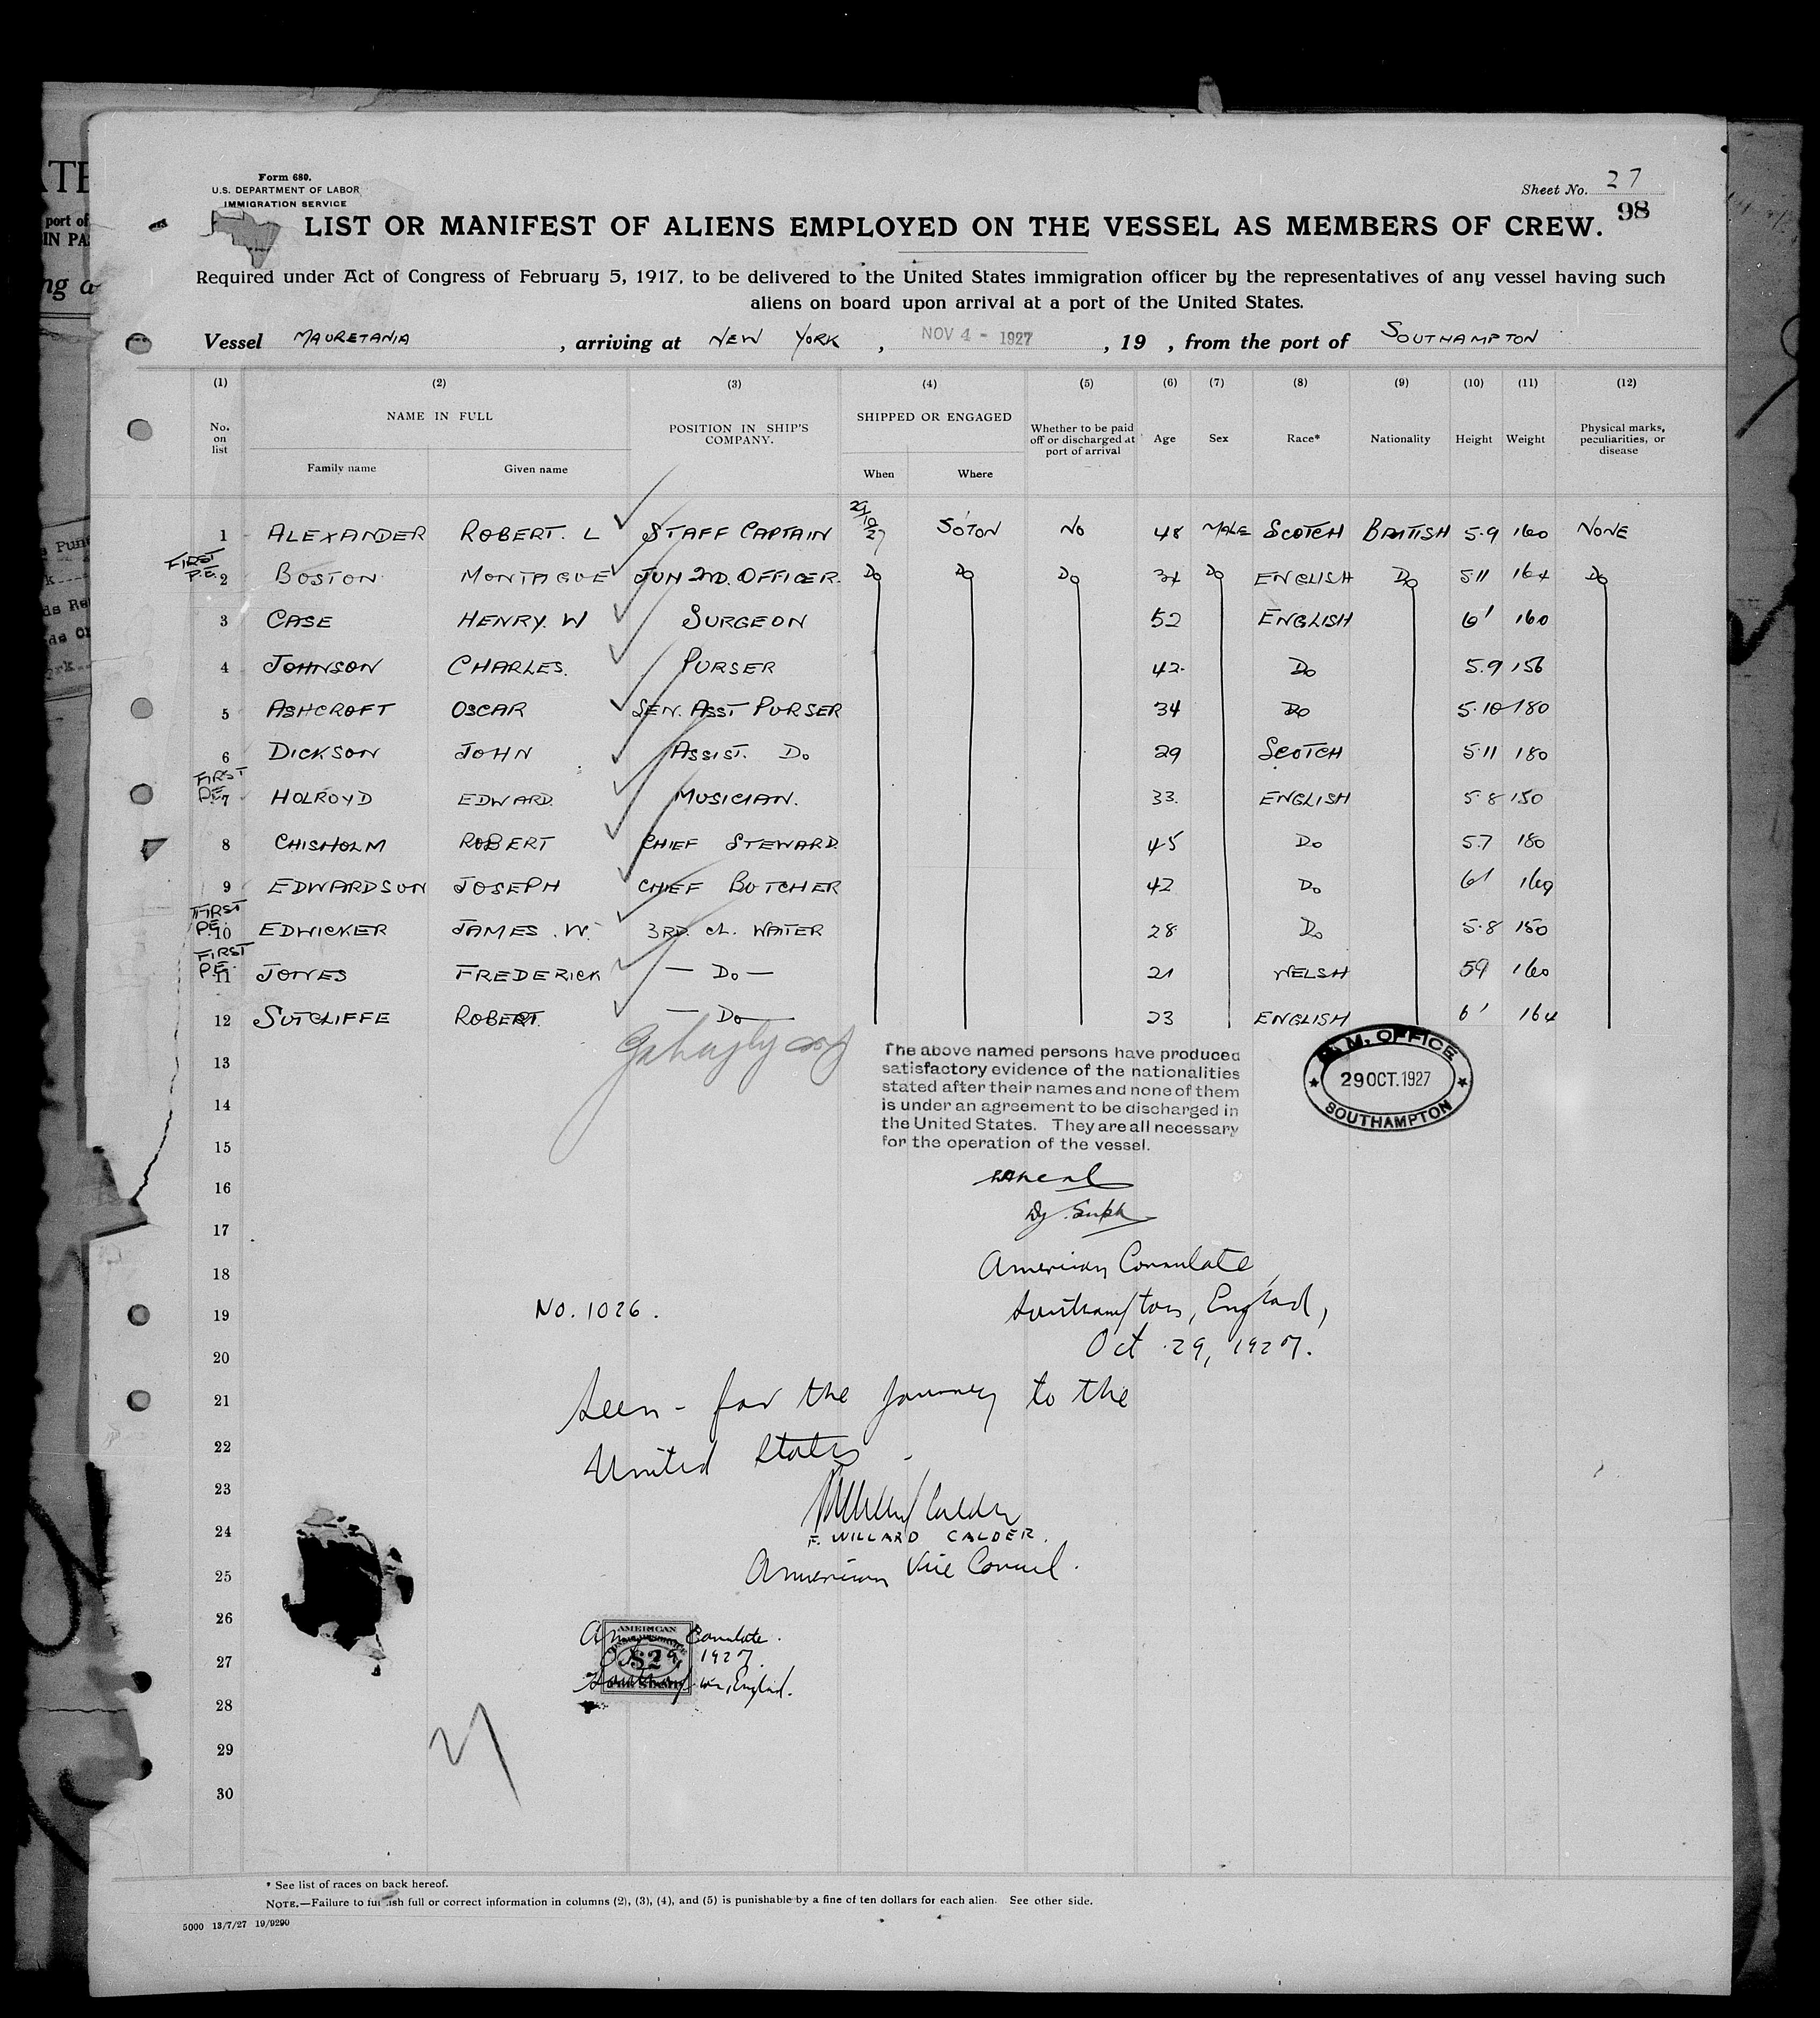 Form 680.
U.S. DEPARTMENT OF LABOR
IMMIGRATION SERVICE
Sheet No. 27
98
LIST OR MANIFEST OF ALIENS EMPLOYED ON THE VESSEL AS MEMBERS OF CREW.
Required under Act of Congress of February 5, 1917, to be delivered to the United States immigration officer by the representatives of any vessel having such
aliens on board upon arrival at a port of the United States.
Vessel MAURETANIA , arriving at NEW YORK , NOV 4 - 1927 , 19 , from the port of SOUTHAMPTON
(1) (2) (3) (4) (5) (6) (7) (8) (9) (10) (11) (12)
No. on list NAME IN FULL Family name Given name POSITION IN SHIP'S COMPANY. SHIPPED OR ENGAGED When Where Whether to be paid off or discharged at port of arrival Age Sex Race* Nationality Height Weight Physical marks, peculiarities, or disease
1 ALEXANDER ROBERT. L STAFF CAPTAIN 29/10/27 SO'TON NO 48 MALE SCOTCH BRITISH 5.9 160 NONE
FIRST P.E. 2 BOSTON MONTAGUE JUN 2ND. OFFICER. Do Do Do 34 Do ENGLISH Do 5.11 164 Do
3 CASE HENRY. W SURGEON 52 ENGLISH 6' 160
4 JOHNSON CHARLES. PURSER 42. Do 5.9 156
5 ASHCROFT OSCAR SEN. ASST PURSER 34 Do 5.10 180
6 DICKSON JOHN ASSIST. Do 29 SCOTCH 5.11 180
FIRST P.E. 7 HOLROYD EDWARD. MUSICIAN. 33. ENGLISH 5.8 150
8 CHISHOLM ROBERT CHIEF STEWARD. 45 Do 5.7 180
9 EDWARDSON JOSEPH CHIEF BUTCHER 42 Do 6' 169
FIRST P.E. 10 EDWICKER JAMES. W. 3RD. CL. WAITER 28 Do 5.8 150
FIRST P.E. 11 JONES FREDERICK — Do — 21 WELSH 59 160
12 SUTCLIFFE ROBERT. — Do — 23 ENGLISH 6' 164
13
The above named persons have produced
satisfactory evidence of the nationalities
stated after their names and none of them
is under an agreement to be discharged in
the United States. They are all necessary
for the operation of the vessel.
M. OFFICE
29 OCT. 1927
SOUTHAMPTON
14
15
16
17
18 American Consulate,
19 No. 1026. Southampton, England,
20 Oct. 29, 1927.
21 Seen - for the journey to the
22 United States.
23
24 F. WILLARD CALDER.
25 American Vice Consul.
26 AMERICAN
Consulate.
27 $2 1927.
England.
28
29
30
* See list of races on back hereof.
NOTE.—Failure to furnish full or correct information in columns (2), (3), (4), and (5) is punishable by a fine of ten dollars for each alien. See other side.
5000 13/7/27 19/9290